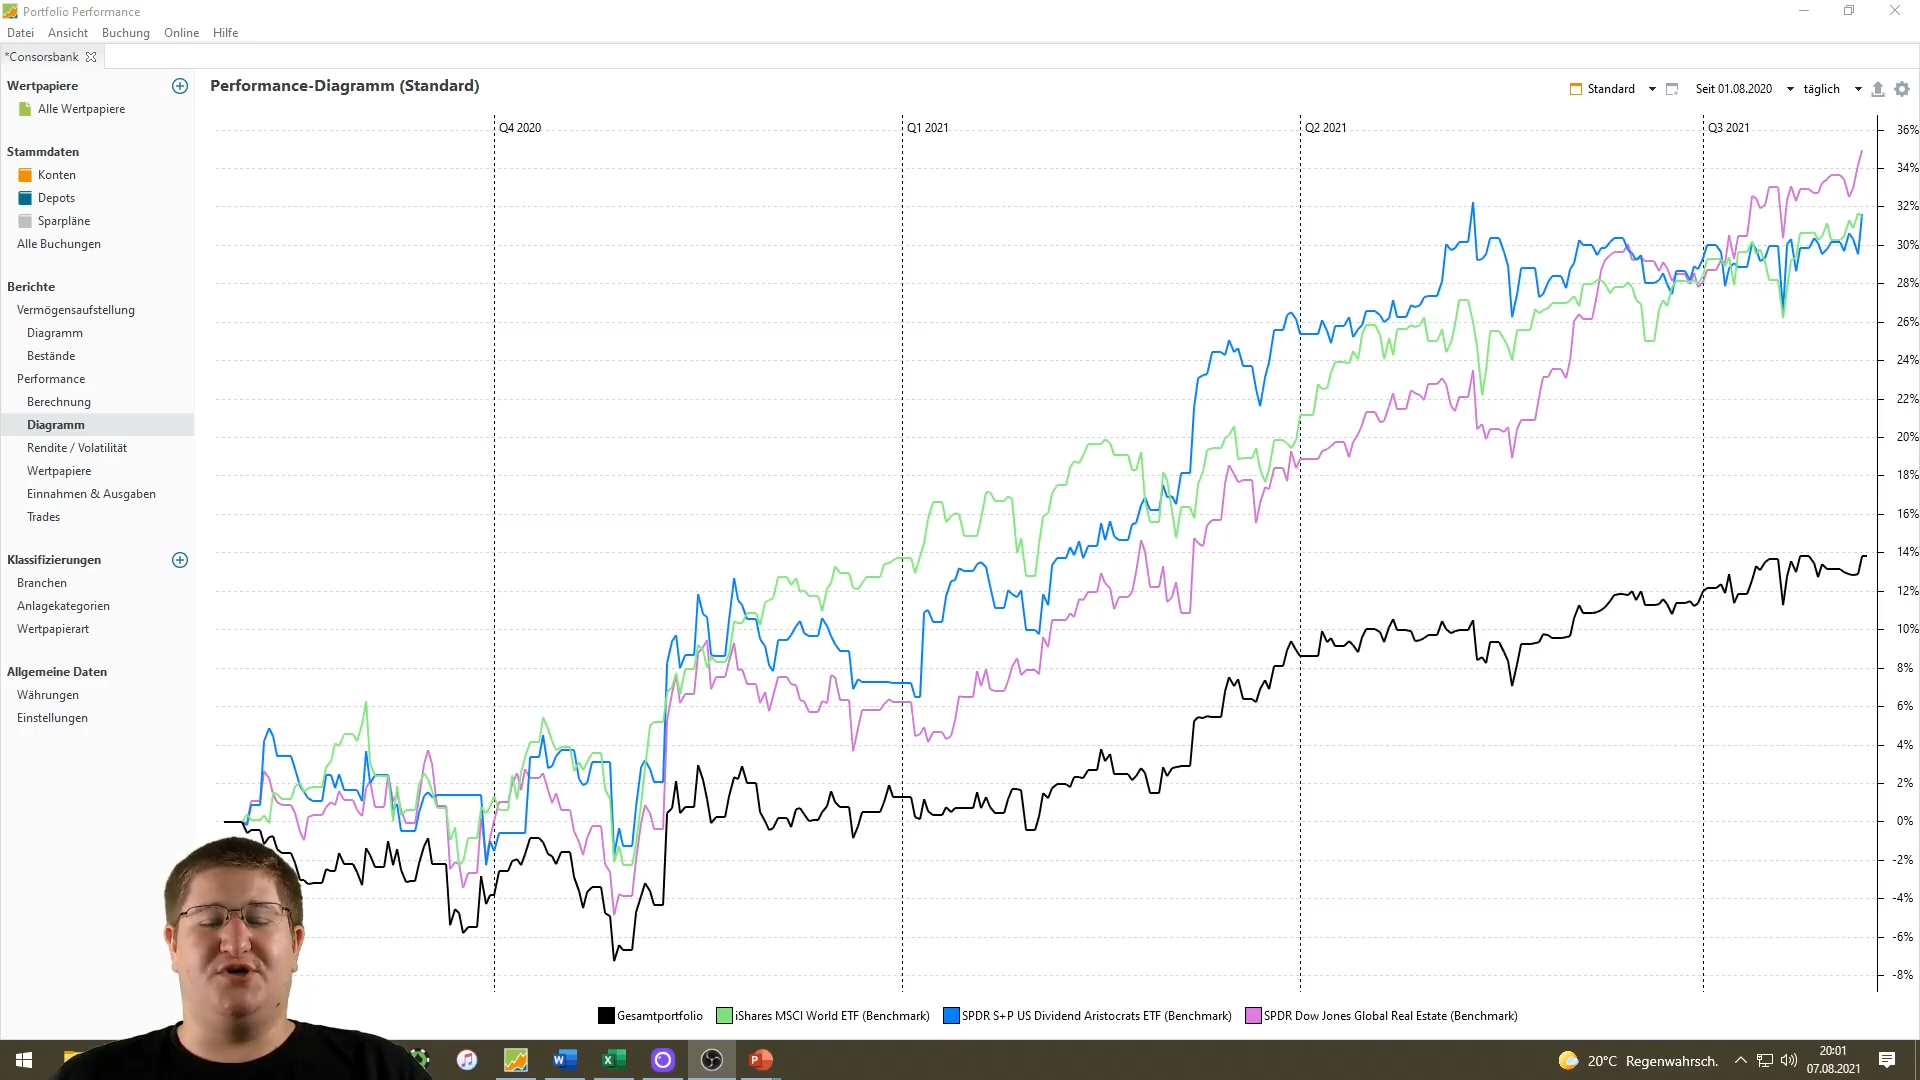 Portfolio Performance
Datei Ansicht Buchung Online Hilfe
*Consorsbank
Wertpapiere
Alle Wertpapiere
Stammdaten
Konten
Depots
Sparpläne
Alle Buchungen
Berichte
Vermögensaufstellung
Diagramm
Bestände
Performance
Berechnung
Diagramm
Rendite / Volatilität
Wertpapiere
Einnahmen & Ausgaben
Trades
Klassifizierungen
Branchen
Anlagekategorien
Wertpapierart
Allgemeine Daten
Währungen
Einstellungen
Performance-Diagramm (Standard)
Standard Seit 01.08.2020 täglich
Q4 2020 Q1 2021 Q2 2021 Q3 2021
36%
34%
32%
30%
28%
26%
24%
22%
20%
18%
16%
14%
12%
10%
8%
6%
4%
2%
0%
-2%
-4%
-6%
-8%
Gesamtportfolio iShares MSCI World ETF (Benchmark) SPDR S+P US Dividend Aristocrats ETF (Benchmark) SPDR Dow Jones Global Real Estate (Benchmark)
W X P
20°C Regenwahrsch.
20:01
07.08.2021